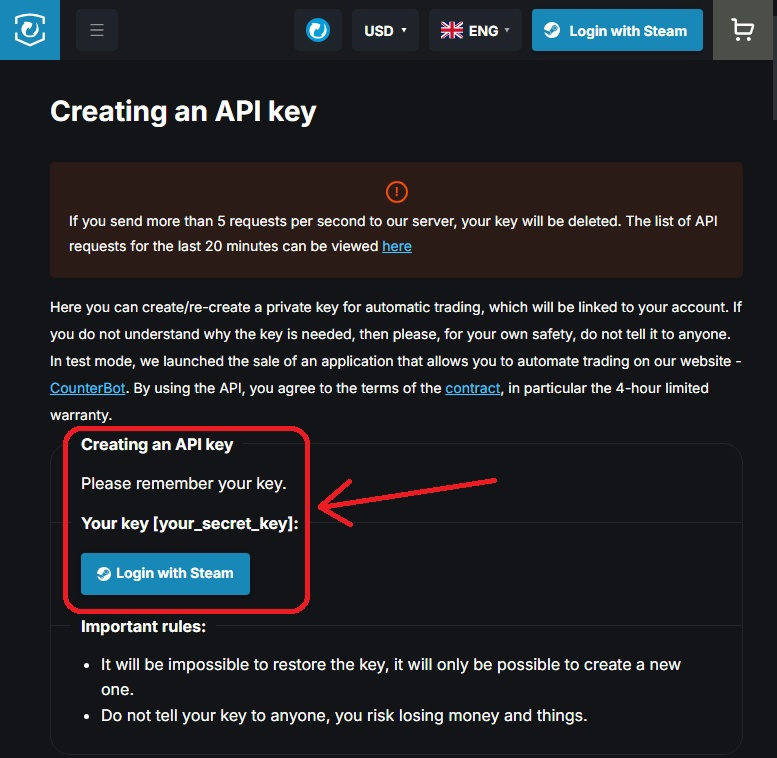 USD ENG Login with Steam
Creating an API key
If you send more than 5 requests per second to our server, your key will be deleted. The list of API
requests for the last 20 minutes can be viewed here
Here you can create/re-create a private key for automatic trading, which will be linked to your account. If
you do not understand why the key is needed, then please, for your own safety, do not tell it to anyone.
In test mode, we launched the sale of an application that allows you to automate trading on our website -
CounterBot. By using the API, you agree to the terms of the contract, in particular the 4-hour limited
warranty.
Creating an API key
Please remember your key.
Your key [your_secret_key]:
Login with Steam
Important rules:
• It will be impossible to restore the key, it will only be possible to create a new
one.
• Do not tell your key to anyone, you risk losing money and things.